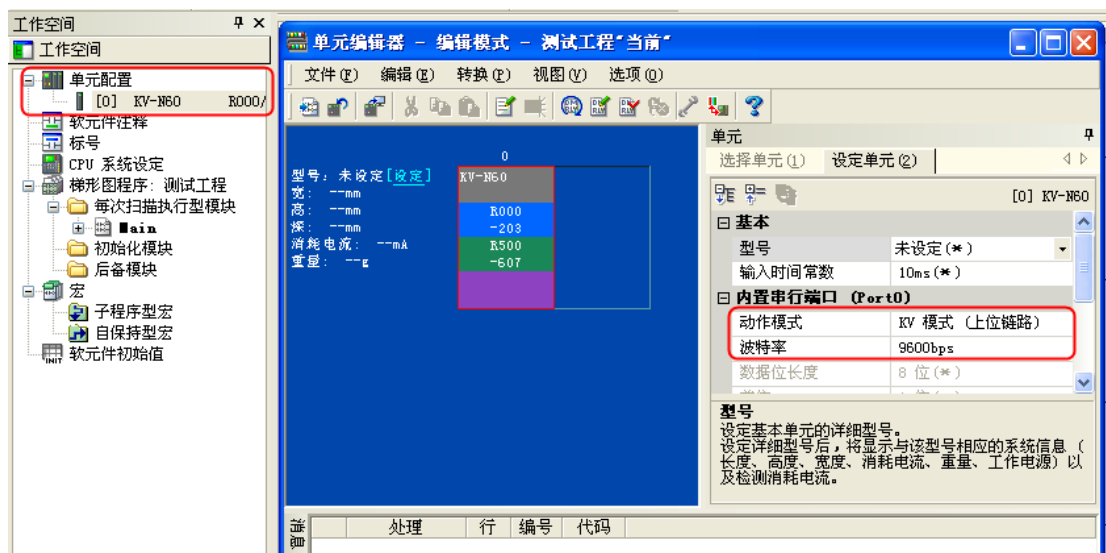 工作空间
工作空间
单元配置
[0] KV-N60 R000/
软元件注释
标号
CPU 系统设定
梯形图程序: 测试工程
每次扫描执行型模块
Main
初始化模块
后备模块
宏
子程序型宏
自保持型宏
软元件初始值
单元编辑器 - 编辑模式 - 测试工程"当前"
文件(F) 编辑(E) 转换(P) 视图(V) 选项(O)
0
型号: 未设定[设定]
宽: --mm
高: --mm
深: --mm
消耗电流: --mA
重量: --g
KV-N60
R000
-203
R500
-607
单元
选择单元(1) 设定单元(2)
[0] KV-N60
基本
型号 未设定(*)
输入时间常数 10ms(*)
内置串行端口 (Port0)
动作模式 KV 模式 (上位链路)
波特率 9600bps
数据位长度 8 位(*)
型号
设定基本单元的详细型号。
设定详细型号后，将显示与该型号相应的系统信息（
长度、高度、宽度、消耗电流、重量、工作电源）以
及检测消耗电流。
处理 行 编号 代码